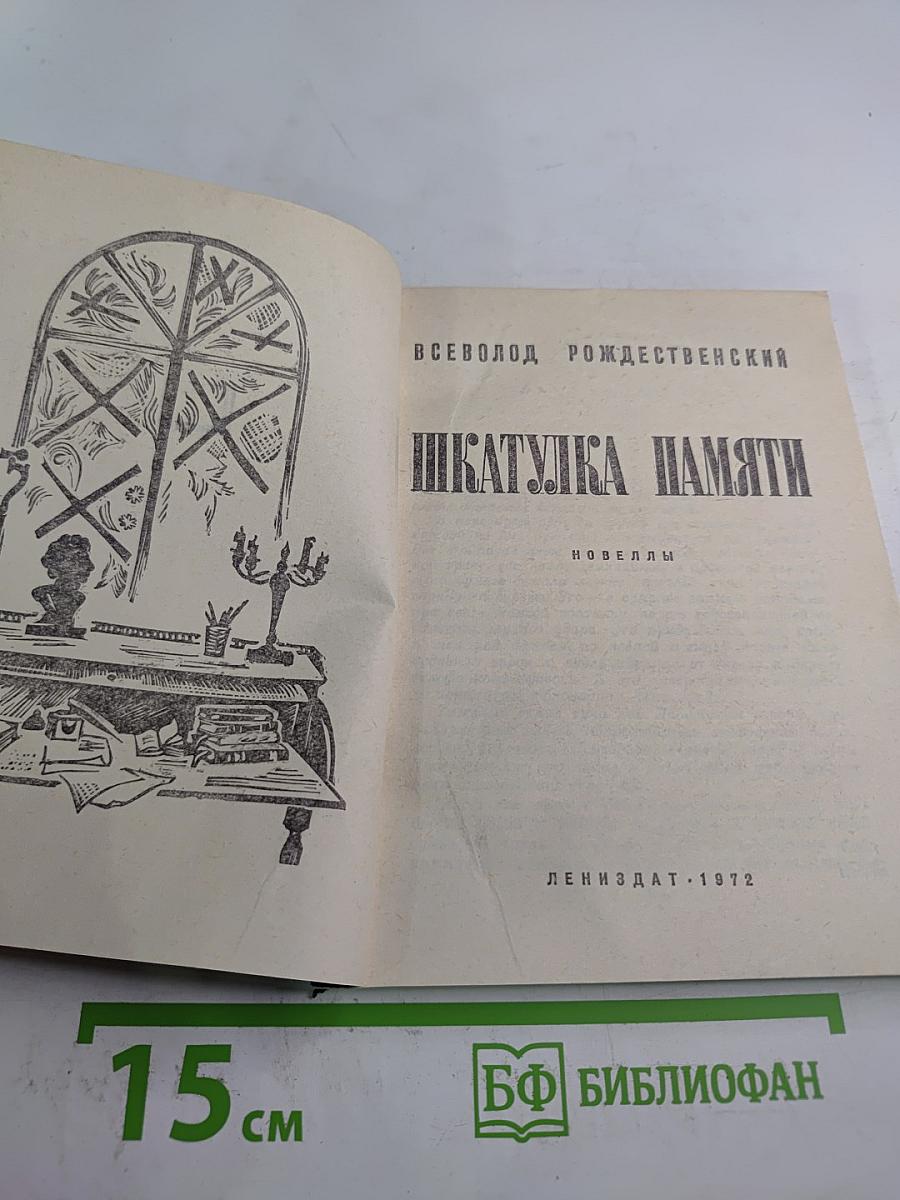 ВСЕВОЛОД РОЖДЕСТВЕНСКИЙ
ШКАТУЛКА ПАМЯТИ
НОВЕЛЛЫ
ЛЕНИЗДАТ · 1972
15 см
БФ БИБЛИОФАН